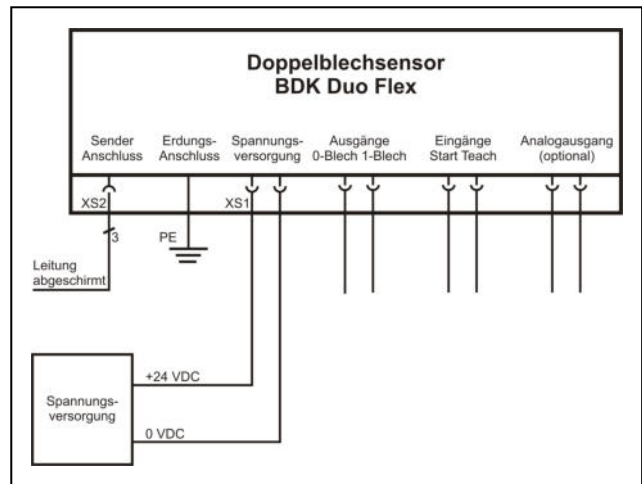 Doppelblechsensor
BDK Duo Flex
Sender Erdungs- Spannungs- Ausgänge Eingänge Analogausgang
Anschluss Anschluss versorgung 0-Blech 1-Blech Start Teach (optional)
XS2 XS1
3 PE
Leitung
abgeschirmt
+24 VDC
Spannungs-
versorgung
0 VDC